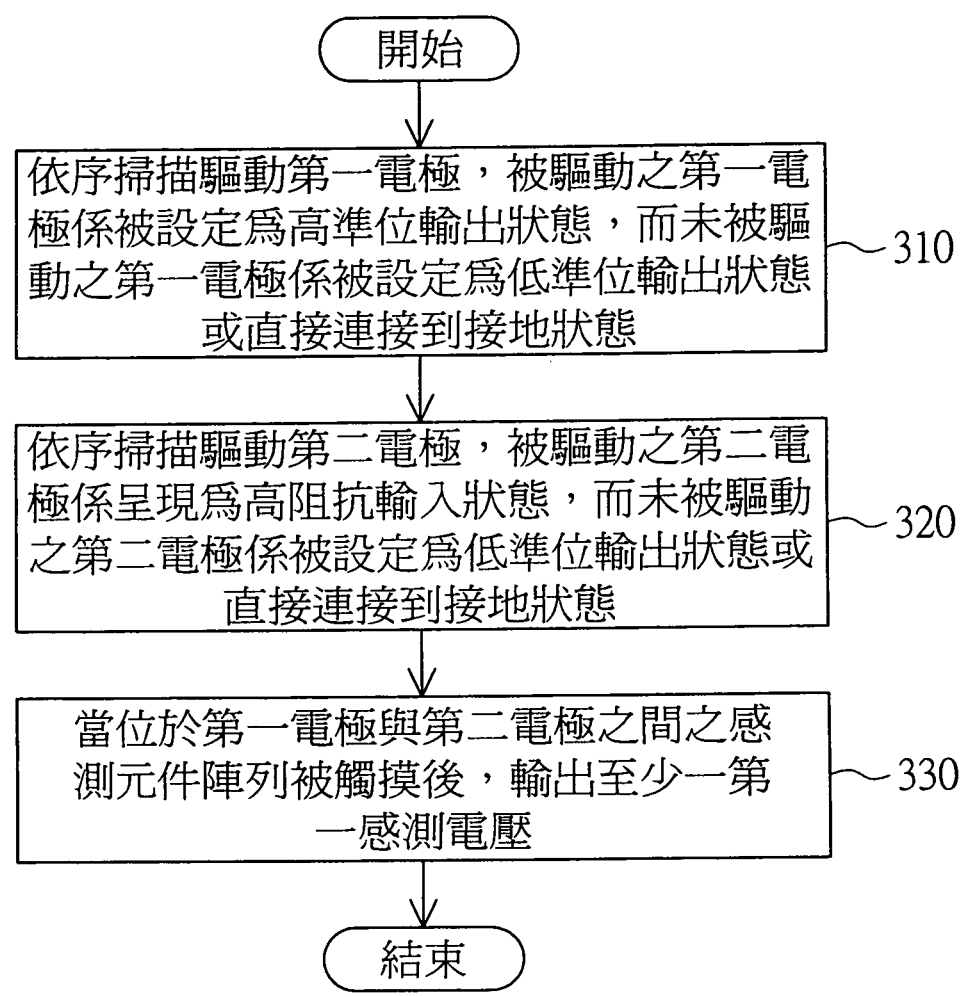 開始
依序掃描驅動第一電極，被驅動之第一電
極係被設定爲高準位輸出狀態，而未被驅
動之第一電極係被設定爲低準位輸出狀態
或直接連接到接地狀態
310
依序掃描驅動第二電極，被驅動之第二電
極係呈現爲高阻抗輸入狀態，而未被驅動
之第二電極係被設定爲低準位輸出狀態或
直接連接到接地狀態
320
當位於第一電極與第二電極之間之感
測元件陣列被觸摸後，輸出至少一第
一感測電壓
330
結束